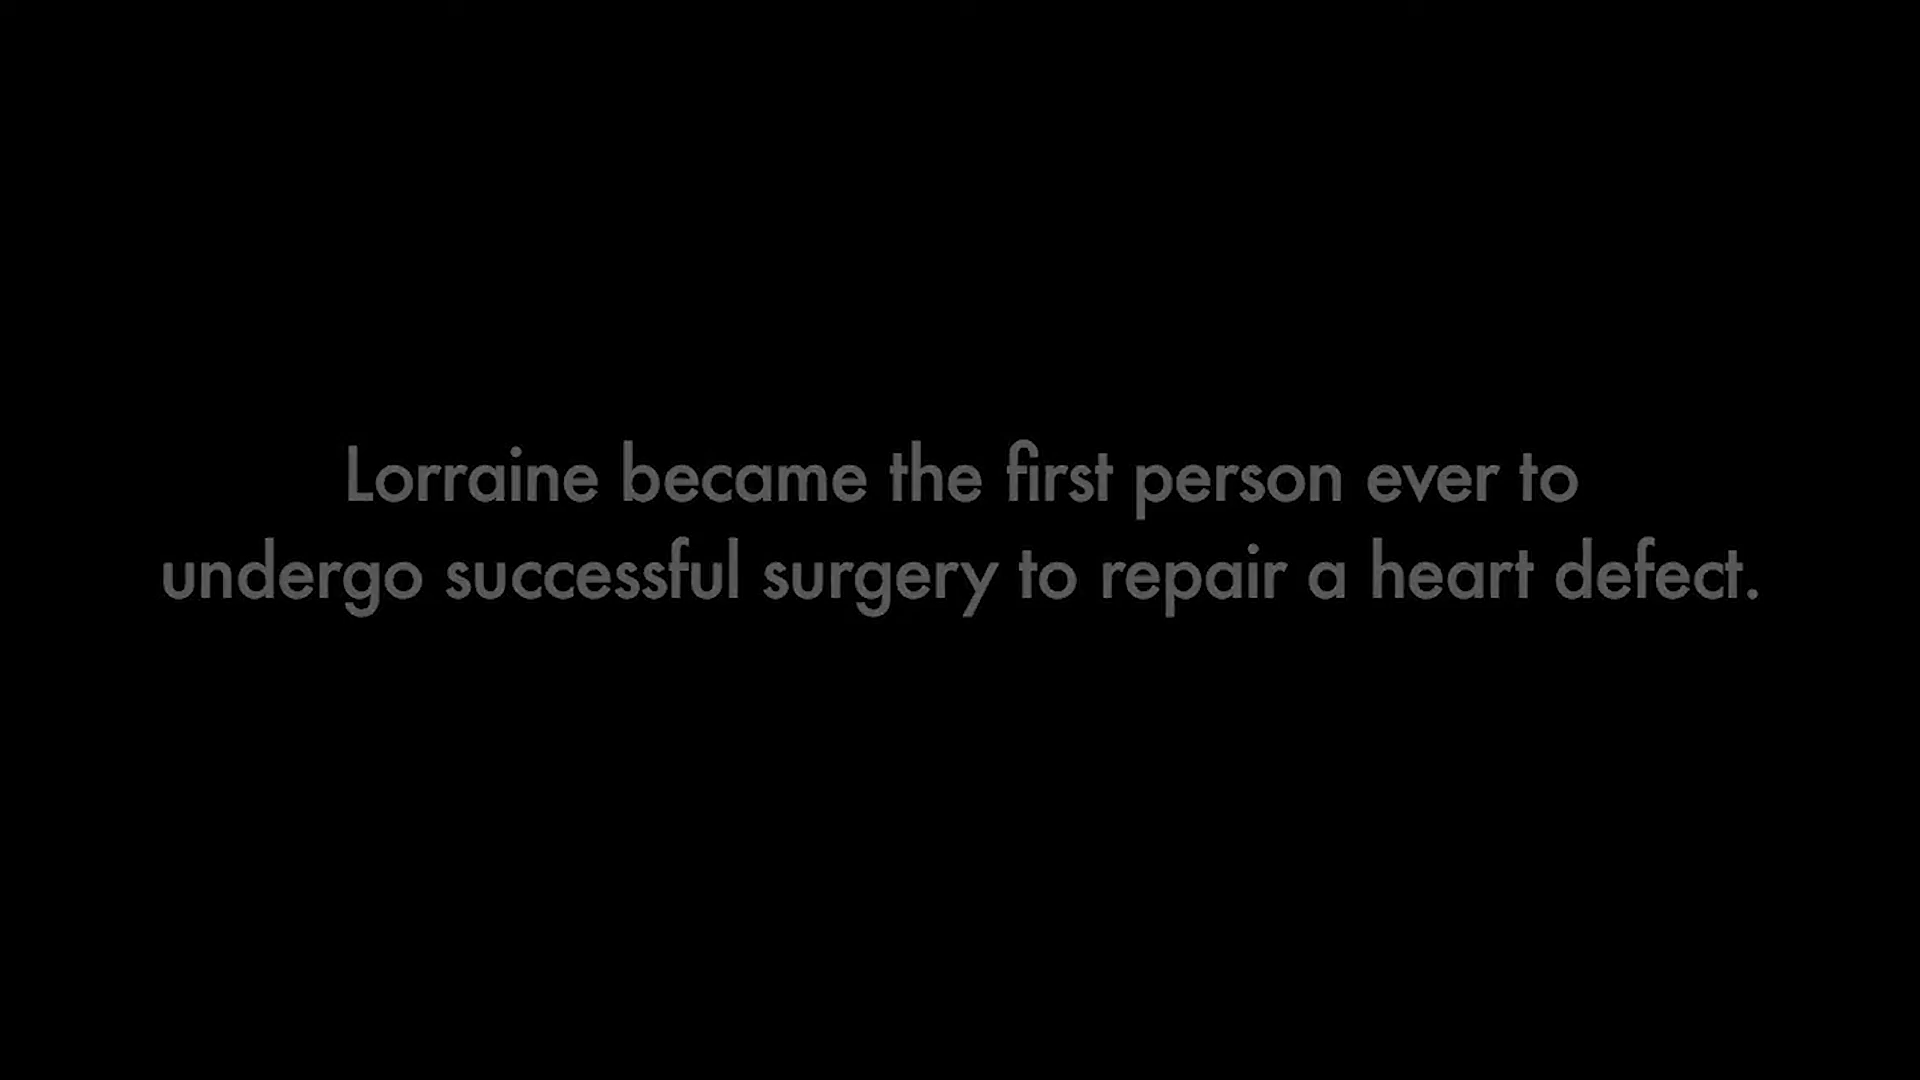 Lorraine became the first person ever to
undergo successful surgery to repair a heart defect.